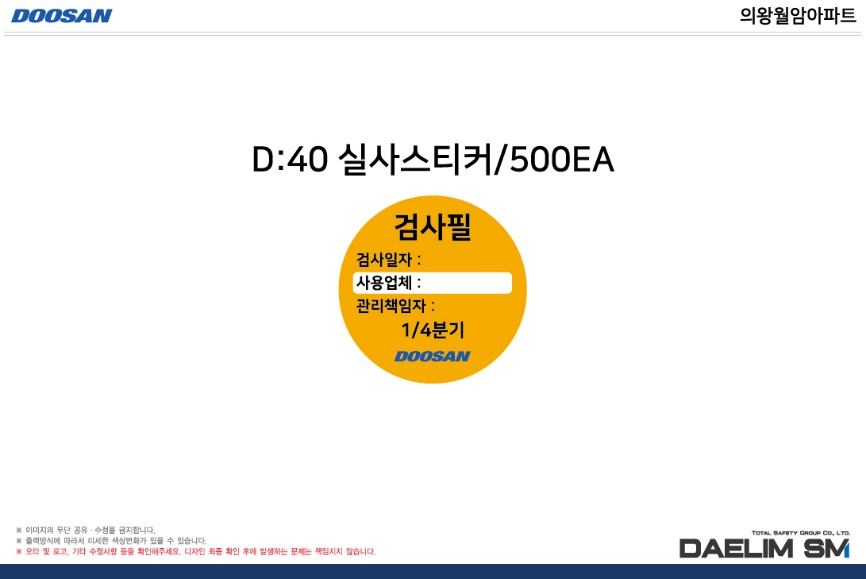 DOOSAN
의왕월암아파트
D:40 실사스티커/500EA
검사필
검사일자 :
사용업체 :
관리책임자 :
1/4분기
DOOSAN
※ 이미지의 무단 공유 · 수정을 금지합니다.
※ 출력방식에 따라서 미세한 색상변화가 있을 수 있습니다.
※ 오타 및 로고, 기타 수정사항 등을 확인해주세요. 디자인 최종 확인 후에 발생하는 문제는 책임지지 않습니다.
TOTAL SAFETY GROUP CO., LTD.
DAELIM SM